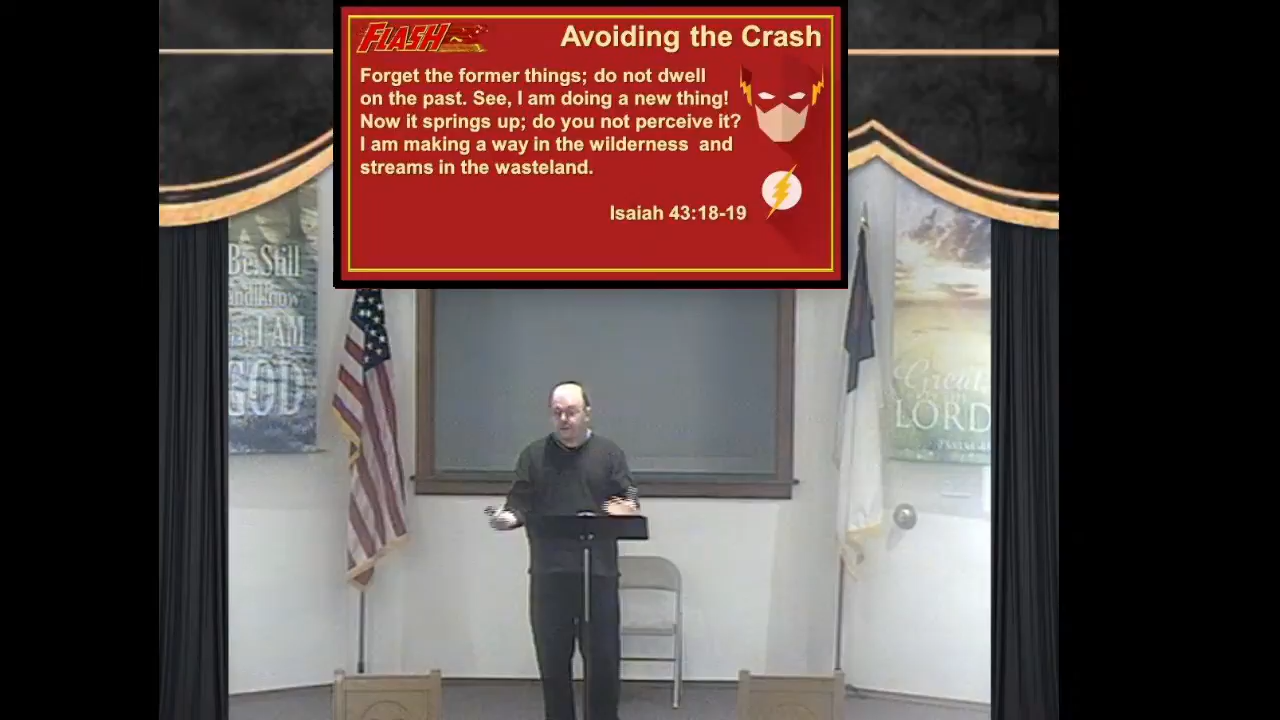 FLASH
Avoiding the Crash
Forget the former things; do not dwell
on the past. See, I am doing a new thing!
Now it springs up; do you not perceive it?
I am making a way in the wilderness and
streams in the wasteland.
Isaiah 43:18-19
Be Still
and Know
I AM
GOD
Great
LORD